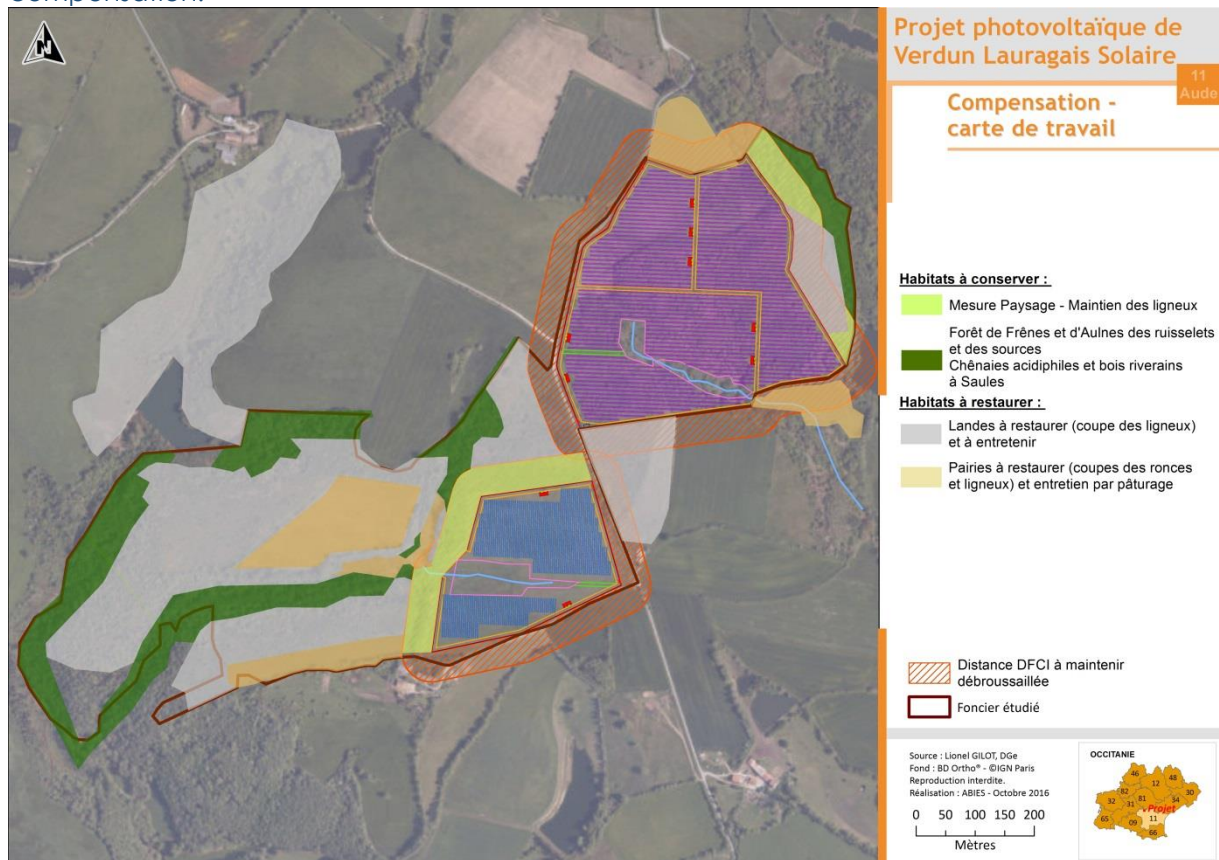 Compensation.
N
Projet photovoltaïque de
Verdun Lauragais Solaire
11
Aude
Compensation -
carte de travail
Habitats à conserver :
Mesure Paysage - Maintien des ligneux
Forêt de Frênes et d'Aulnes des ruisselets
et des sources
Chênaies acidiphiles et bois riverains
à Saules
Habitats à restaurer :
Landes à restaurer (coupe des ligneux)
et à entretenir
Pairies à restaurer (coupes des ronces
et ligneux) et entretien par pâturage
Distance DFCI à maintenir
débroussaillée
Foncier étudié
Source : Lionel GILOT, DGe
Fond : BD Ortho® - ©IGN Paris
Reproduction interdite.
Réalisation : ABIES - Octobre 2016
0 50 100 150 200
Mètres
OCCITANIE
46
48
12
82
30
32
81
34
31
Projet
65
09
11
66